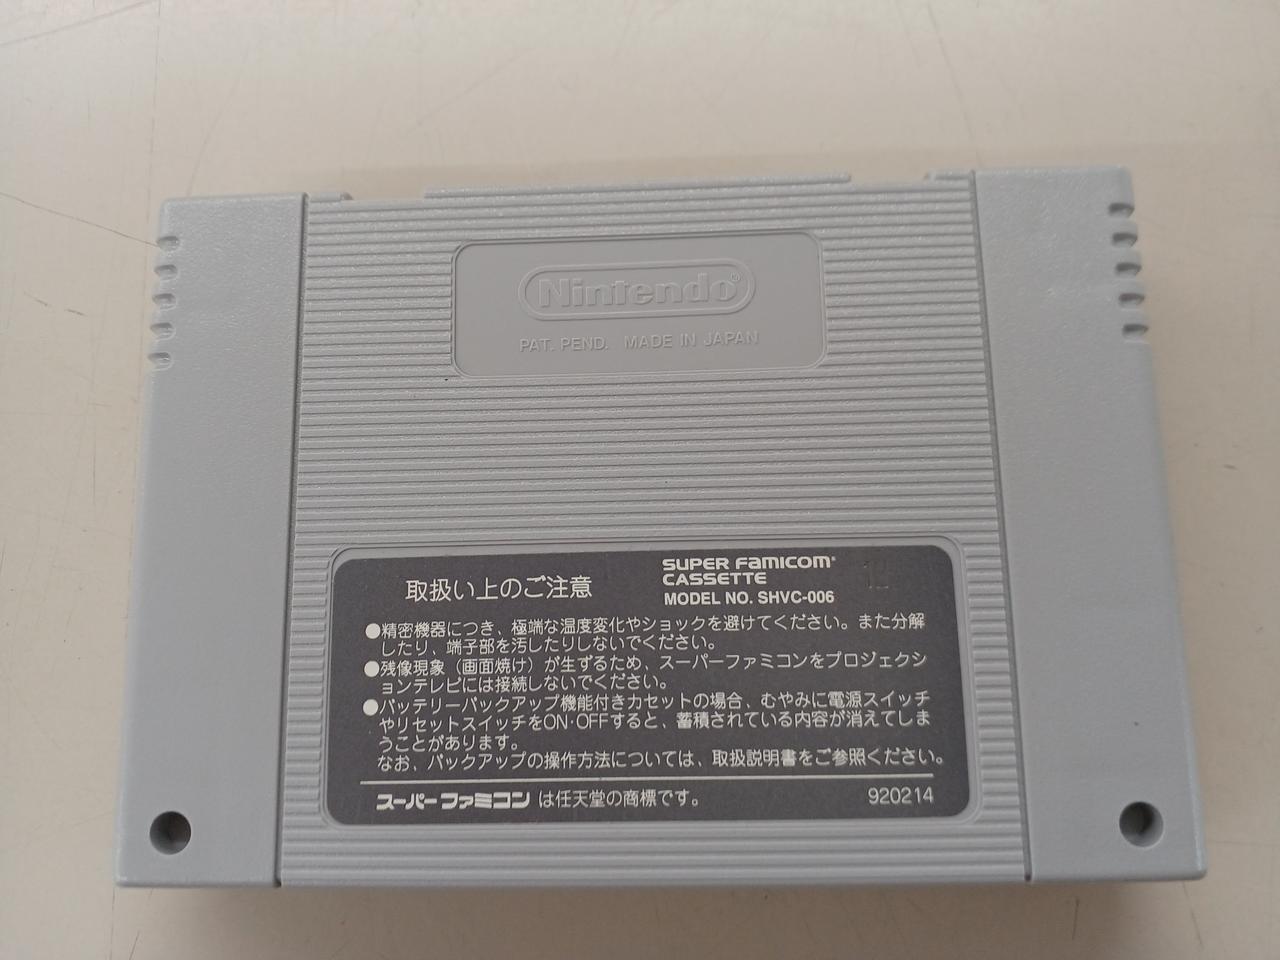 Nintendo®
PAT. PEND. MADE IN JAPAN
取扱い上のご注意
SUPER FAMICOM®
CASSETTE
MODEL NO. SHVC-006
●精密機器につき、極端な温度変化やショックを避けてください。また分解
したり、端子部を汚したりしないでください。
●残像現象（画面焼け）が生ずるため、スーパーファミコンをプロジェクシ
ョンテレビには接続しないでください。
●バッテリーバックアップ機能付きカセットの場合、むやみに電源スイッチ
やリセットスイッチをON・OFFすると、蓄積されている内容が消えてしま
うことがあります。
なお、バックアップの操作方法については、取扱説明書をご参照ください。
スーパーファミコン は任天堂の商標です。
920214